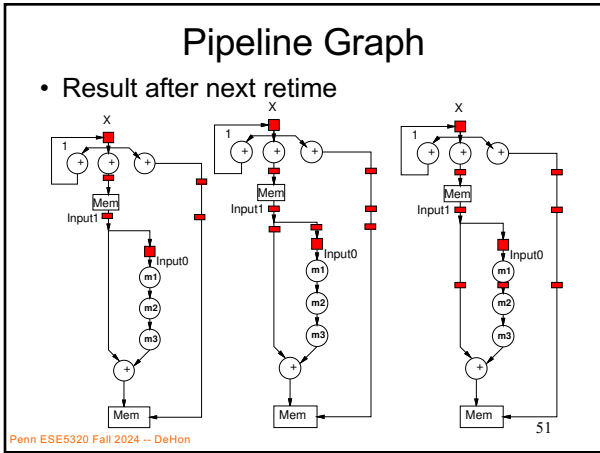 Pipeline Graph
• Result after next retime
X
1
+ + +
Mem
Input1
Input0
m1
m2
m3
+
Mem
X
1
+ + +
Mem
Input1
Input0
m1
m2
m3
+
Mem
X
1
+ + +
Mem
Input1
Input0
m1
m2
m3
+
Mem
51
Penn ESE5320 Fall 2024 -- DeHon